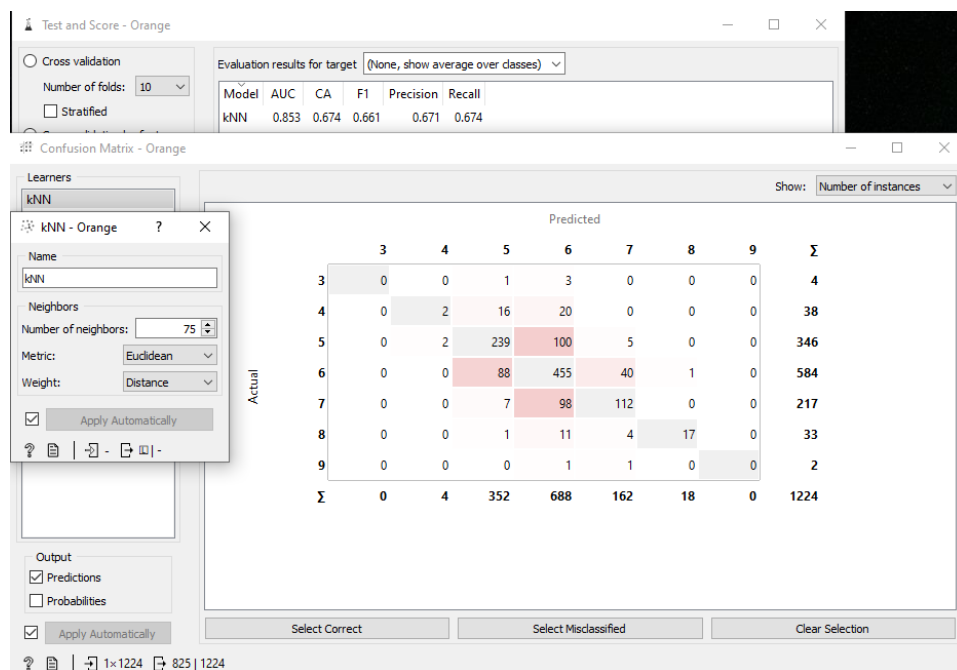 Test and Score - Orange
Cross validation
Number of folds: 10
Stratified
Evaluation results for target (None, show average over classes)
Model AUC CA F1 Precision Recall
kNN 0.853 0.674 0.661 0.671 0.674
Confusion Matrix - Orange
Learners
kNN
Show: Number of instances
kNN - Orange ?
Name
kNN
Neighbors
Number of neighbors: 75
Metric: Euclidean
Weight: Distance
Apply Automatically
Predicted
3 4 5 6 7 8 9 Σ
Actual
3 0 0 1 3 0 0 0 4
4 0 2 16 20 0 0 0 38
5 0 2 239 100 5 0 0 346
6 0 0 88 455 40 1 0 584
7 0 0 7 98 112 0 0 217
8 0 0 1 11 4 17 0 33
9 0 0 0 1 1 0 0 2
Σ 0 4 352 688 162 18 0 1224
Output
Predictions
Probabilities
Apply Automatically
Select Correct
Select Misclassified
Clear Selection
? 1×1224 825 | 1224